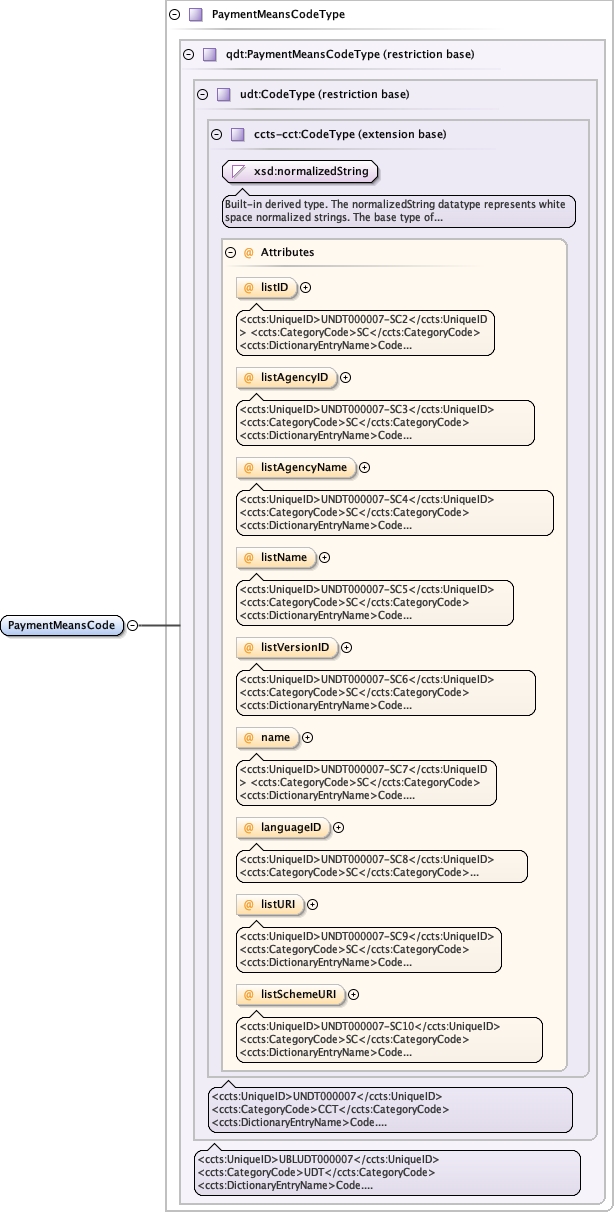 PaymentMeansCodeType
qdt:PaymentMeansCodeType (restriction base)
udt:CodeType (restriction base)
ccts-cct:CodeType (extension base)
xsd:normalizedString
Built-in derived type. The normalizedString datatype represents white
space normalized strings. The base type of...
@ Attributes
@ listID
<ccts:UniqueID>UNDT000007-SC2</ccts:UniqueID
> <ccts:CategoryCode>SC</ccts:CategoryCode>
<ccts:DictionaryEntryName>Code...
@ listAgencyID
<ccts:UniqueID>UNDT000007-SC3</ccts:UniqueID>
<ccts:CategoryCode>SC</ccts:CategoryCode>
<ccts:DictionaryEntryName>Code...
@ listAgencyName
<ccts:UniqueID>UNDT000007-SC4</ccts:UniqueID>
<ccts:CategoryCode>SC</ccts:CategoryCode>
<ccts:DictionaryEntryName>Code...
@ listName
<ccts:UniqueID>UNDT000007-SC5</ccts:UniqueID>
<ccts:CategoryCode>SC</ccts:CategoryCode>
<ccts:DictionaryEntryName>Code...
PaymentMeansCode
@ listVersionID
<ccts:UniqueID>UNDT000007-SC6</ccts:UniqueID>
<ccts:CategoryCode>SC</ccts:CategoryCode>
<ccts:DictionaryEntryName>Code...
@ name
<ccts:UniqueID>UNDT000007-SC7</ccts:UniqueID
> <ccts:CategoryCode>SC</ccts:CategoryCode>
<ccts:DictionaryEntryName>Code....
@ languageID
<ccts:UniqueID>UNDT000007-SC8</ccts:UniqueID>
<ccts:CategoryCode>SC</ccts:CategoryCode>...
@ listURI
<ccts:UniqueID>UNDT000007-SC9</ccts:UniqueID>
<ccts:CategoryCode>SC</ccts:CategoryCode>
<ccts:DictionaryEntryName>Code...
@ listSchemeURI
<ccts:UniqueID>UNDT000007-SC10</ccts:UniqueID>
<ccts:CategoryCode>SC</ccts:CategoryCode>
<ccts:DictionaryEntryName>Code...
<ccts:UniqueID>UNDT000007</ccts:UniqueID>
<ccts:CategoryCode>CCT</ccts:CategoryCode>
<ccts:DictionaryEntryName>Code....
<ccts:UniqueID>UBLUDT000007</ccts:UniqueID>
<ccts:CategoryCode>UDT</ccts:CategoryCode>
<ccts:DictionaryEntryName>Code....